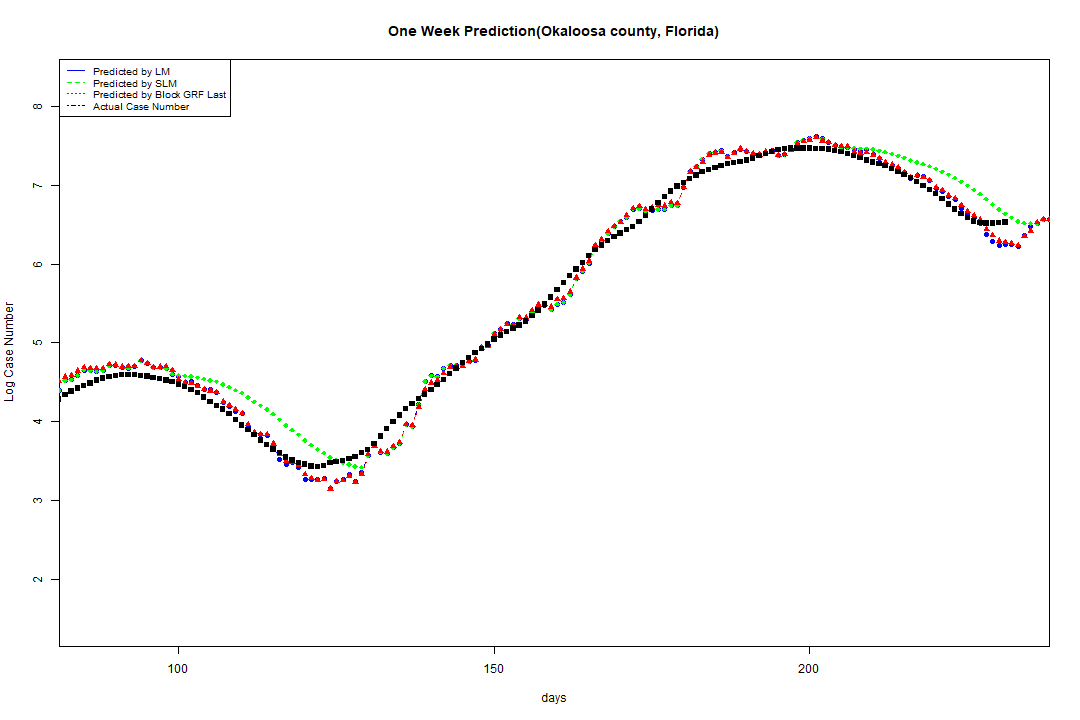 One Week Prediction(Okaloosa county, Florida)
Predicted by LM
Predicted by SLM
Predicted by Block GRF Last
Actual Case Number
8
7
6
5
4
3
2
Log Case Number
100 150 200
days